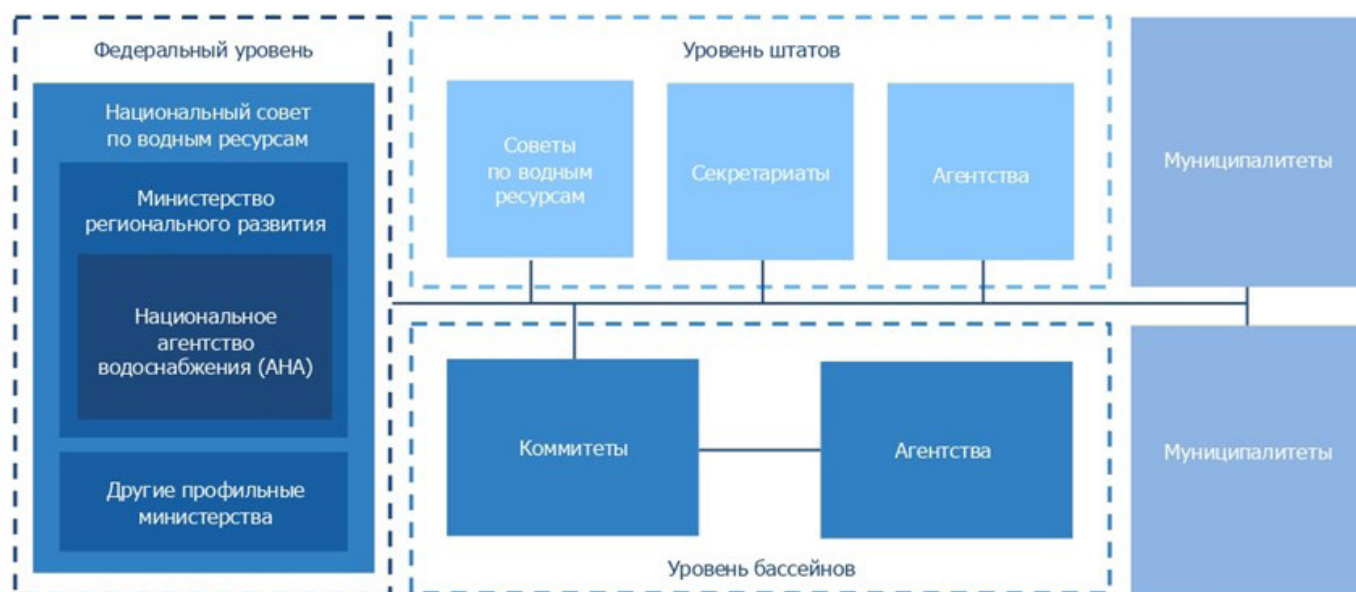 Федеральный уровень
Национальный совет
по водным ресурсам
Министерство
регионального развития
Национальное
агентство
водоснабжения (АНА)
Другие профильные
министерства
Уровень штатов
Советы
по водным
ресурсам
Секретариаты
Агентства
Муниципалитеты
Коммитеты
Агентства
Уровень бассейнов
Муниципалитеты